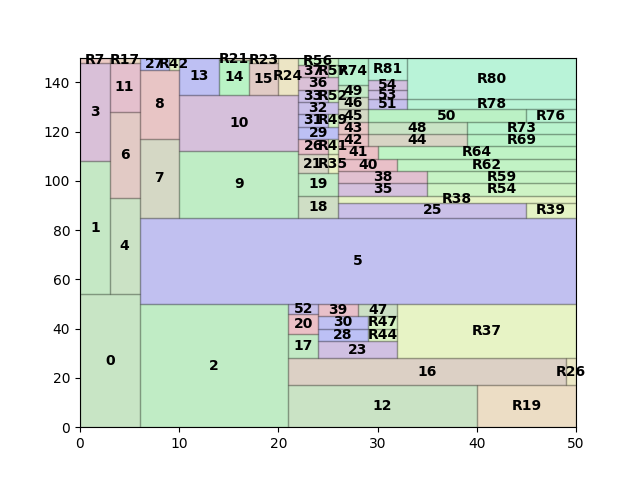 R7 R17 27 R42 R21 R23 R56
140 3 11 8 13 14 15 R24 37 R57 R74 R81 R80
36 54
33 R52 49 53
32 46 51 R78
120 31 R49 45 50 R76
10 29 43 48 R73
6 26 R41 42 44 R69
100 7 9 21 R35 41 R64
40 R62
19 38 R59
35 R54
80 1 4 18 R38
25 R39
60 5
52 39 47
40 20 30 R47 R37
28 R44
17 23
20 0 2 16 R26
12 R19
0
0 10 20 30 40 50